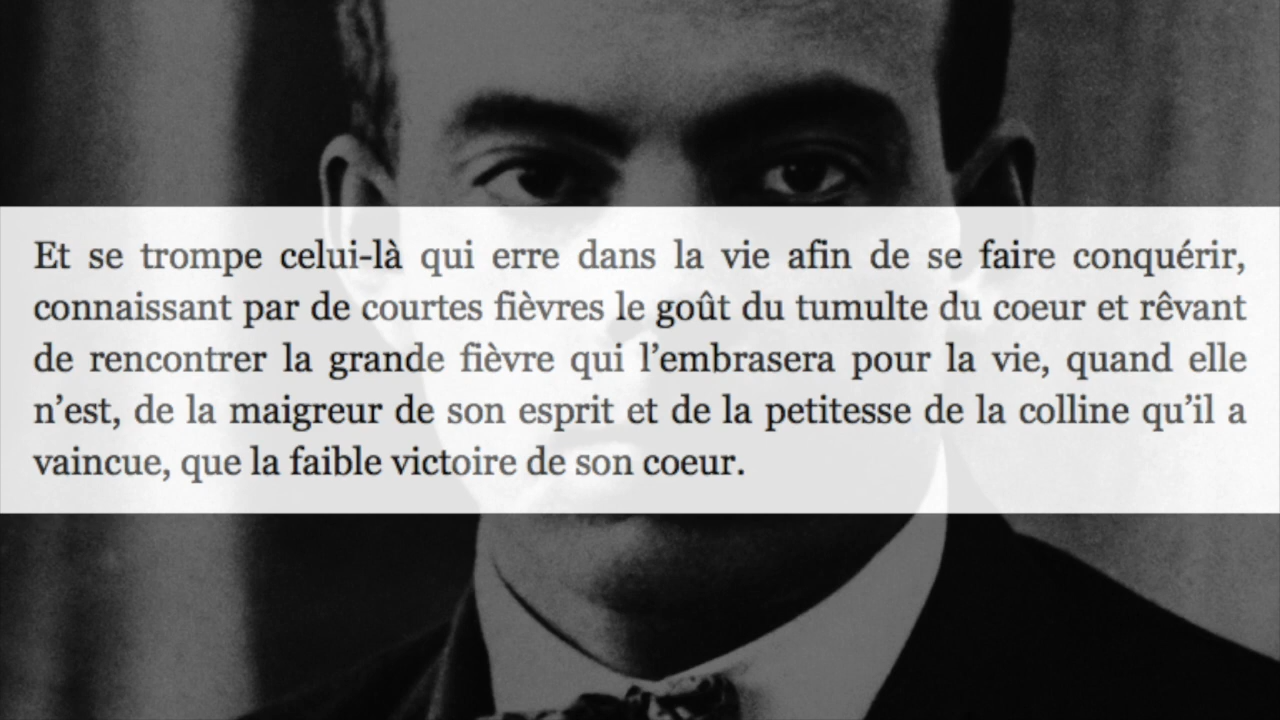 Et se trompe celui-là qui erre dans la vie afin de se faire conquérir,
connaissant par de courtes fièvres le goût du tumulte du coeur et rêvant
de rencontrer la grande fièvre qui l’embrasera pour la vie, quand elle
n’est, de la maigreur de son esprit et de la petitesse de la colline qu’il a
vaincue, que la faible victoire de son coeur.